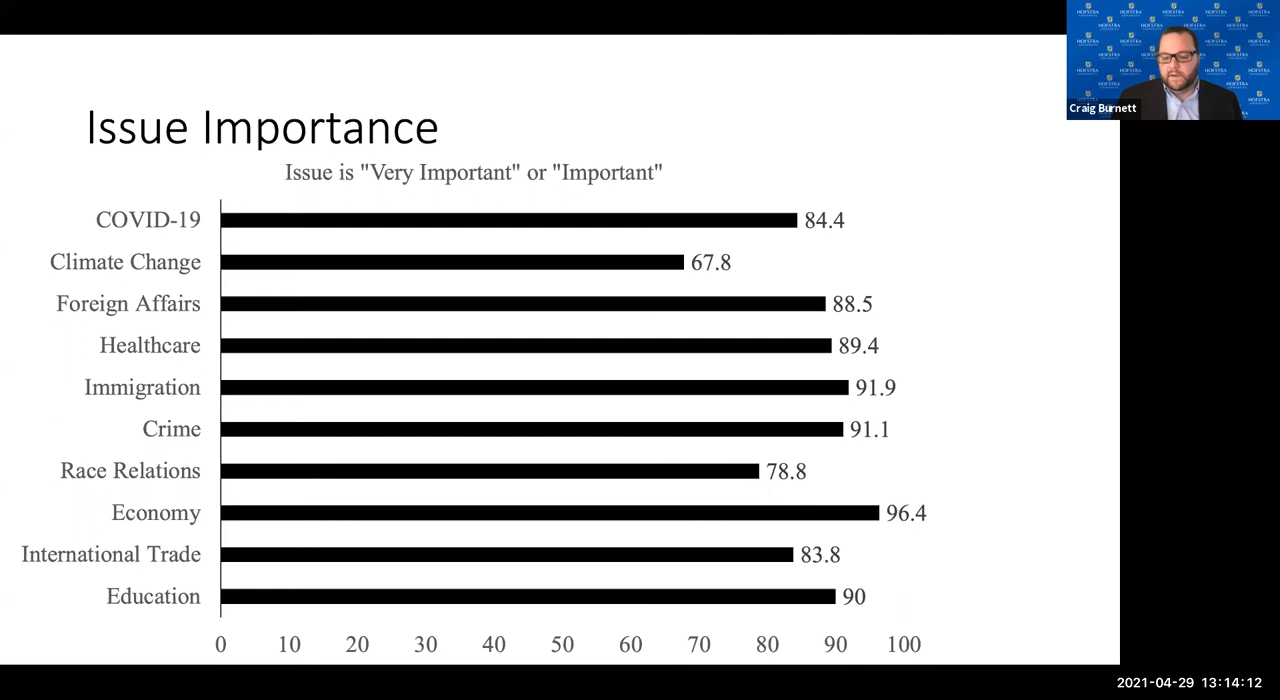 Issue Importance
Issue is "Very Important" or "Important"
COVID-19 84.4
Climate Change 67.8
Foreign Affairs 88.5
Healthcare 89.4
Immigration 91.9
Crime 91.1
Race Relations 78.8
Economy 96.4
International Trade 83.8
Education 90
0 10 20 30 40 50 60 70 80 90 100
HOFSTRA
UNIVERSITY
Craig Burnett
2021-04-29 13:14:12